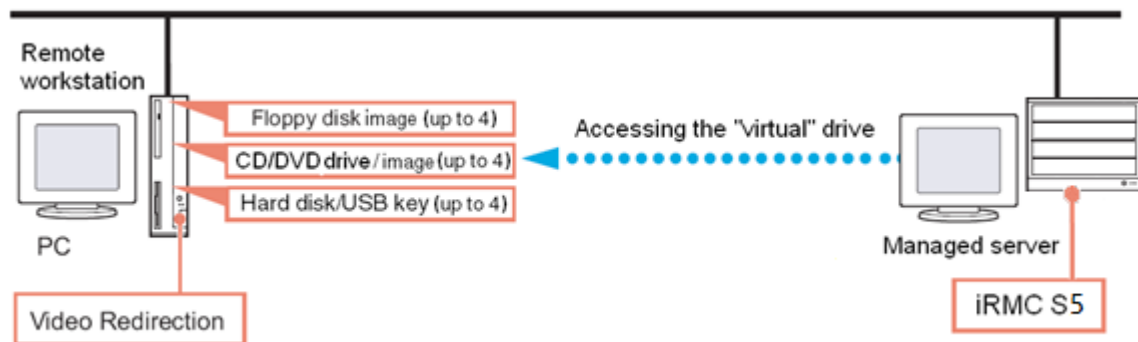 Remote
workstation
Floppy disk image (up to 4)
CD/DVD drive/image (up to 4)
Hard disk/USB key (up to 4)
Accessing the "virtual" drive
PC
Managed server
Video Redirection
iRMC S5